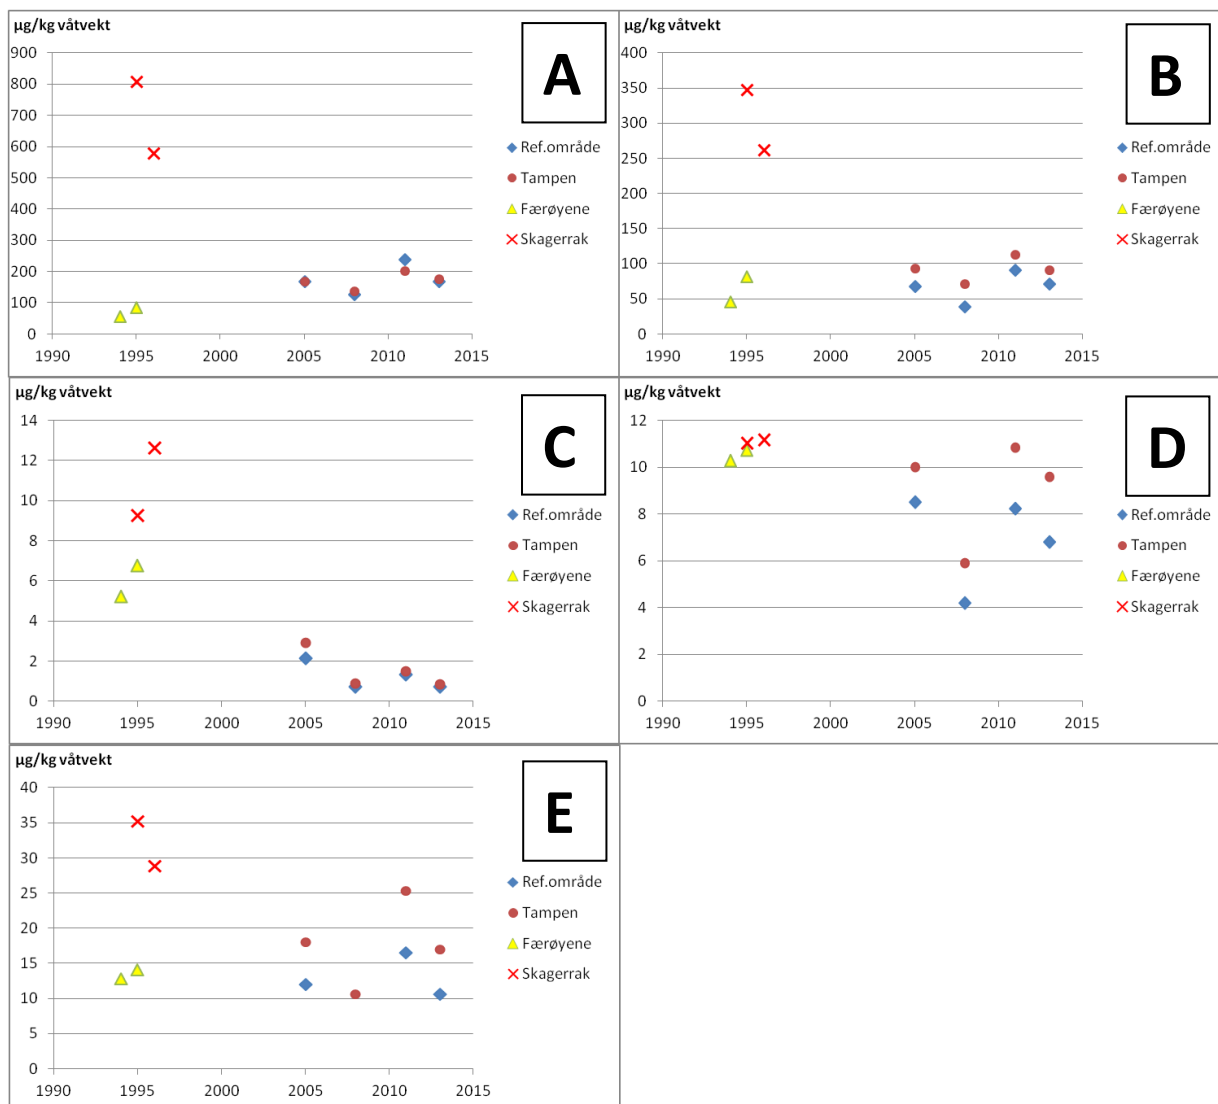 µg/kg våtvekt
A
900
800
700
600
500
400
300
200
100
0
1990 1995 2000 2005 2010 2015
Ref.område
Tampen
Færøyene
Skagerrak
µg/kg våtvekt
B
400
350
300
250
200
150
100
50
0
1990 1995 2000 2005 2010 2015
Ref.område
Tampen
Færøyene
Skagerrak
µg/kg våtvekt
C
14
12
10
8
6
4
2
0
1990 1995 2000 2005 2010 2015
Ref.område
Tampen
Færøyene
Skagerrak
µg/kg våtvekt
D
12
10
8
6
4
2
0
1990 1995 2000 2005 2010 2015
Ref.område
Tampen
Færøyene
Skagerrak
µg/kg våtvekt
E
40
35
30
25
20
15
10
5
0
1990 1995 2000 2005 2010 2015
Ref.område
Tampen
Færøyene
Skagerrak